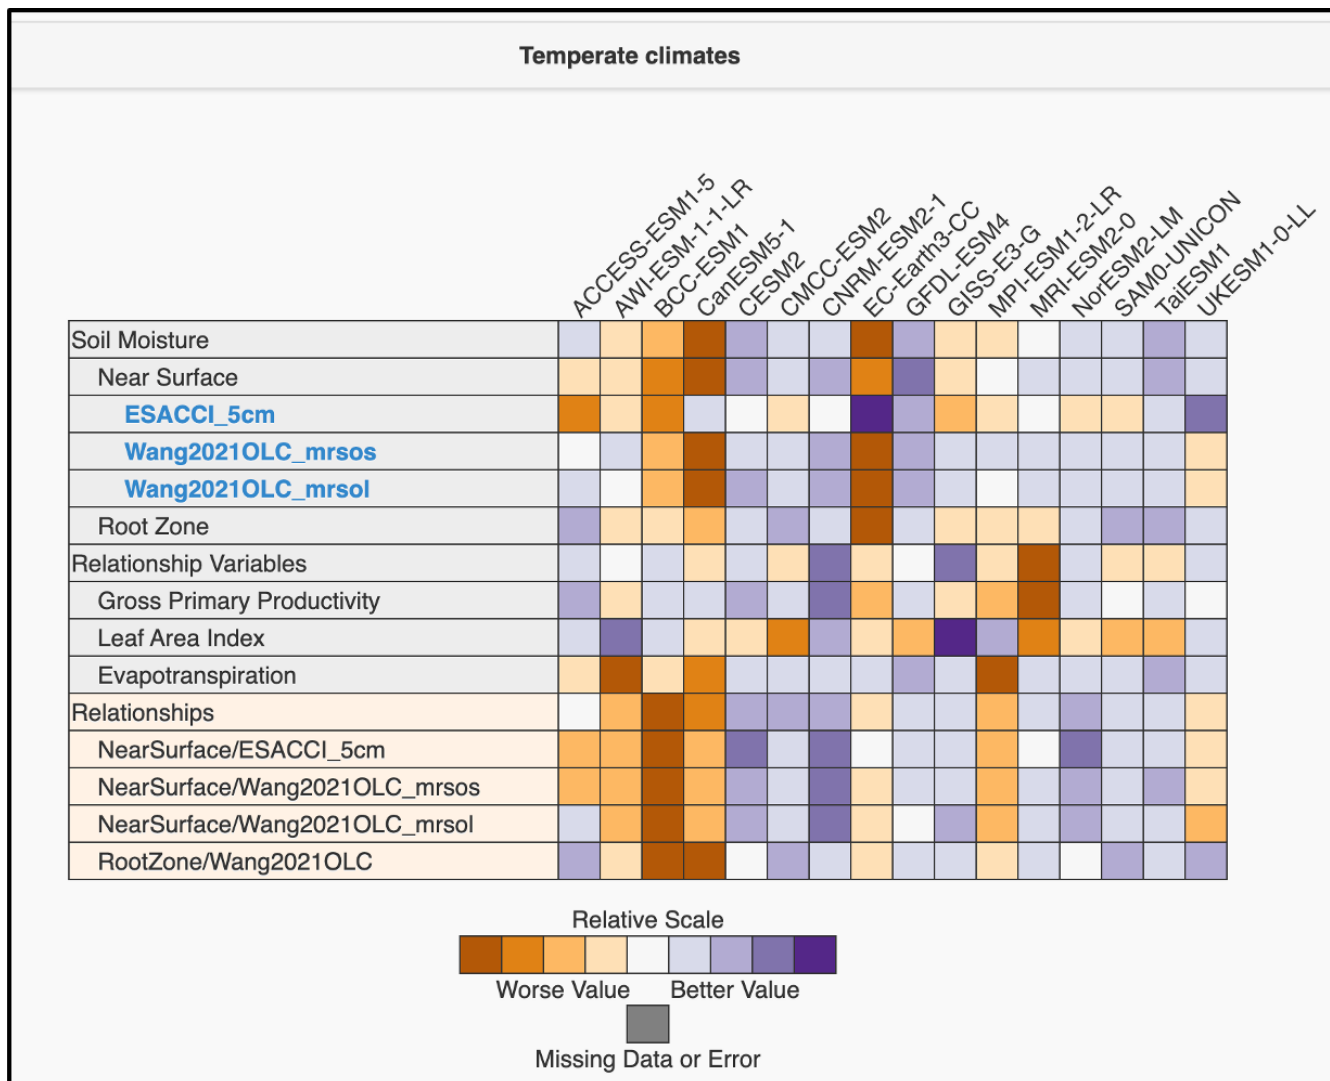 Temperate climates
ACCESS-ESM1-5
AWI-ESM-1-1-LR
BCC-ESM1
CanESM5-1
CESM2
CMCC-ESM2
CNRM-ESM2-1
EC-Earth3-CC
GFDL-ESM4
GISS-E3-G
MPI-ESM1-2-LR
MRI-ESM2-0
NorESM2-LM
SAM0-UNICON
TaiESM1
UKESM1-0-LL
Soil Moisture
Near Surface
ESACCI_5cm
Wang2021OLC_mrsos
Wang2021OLC_mrsol
Root Zone
Relationship Variables
Gross Primary Productivity
Leaf Area Index
Evapotranspiration
Relationships
NearSurface/ESACCI_5cm
NearSurface/Wang2021OLC_mrsos
NearSurface/Wang2021OLC_mrsol
RootZone/Wang2021OLC
Relative Scale
Worse Value Better Value
Missing Data or Error